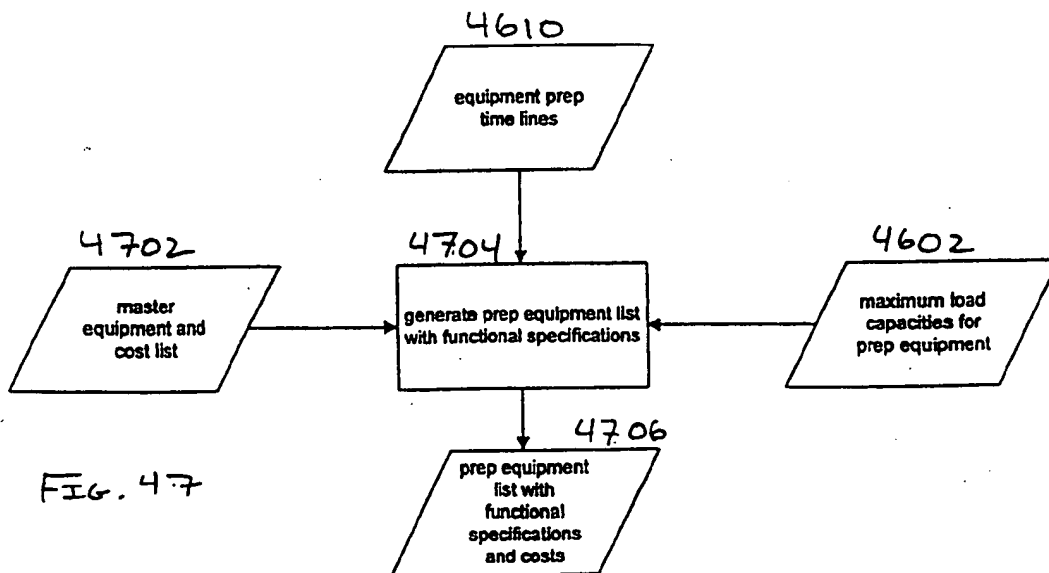 4610
equipment prep
time lines
4702
master
equipment and
cost list
4704
generate prep equipment list
with functional specifications
4602
maximum load
capacities for
prep equipment
4706
prep equipment
list with
functional
specifications
and costs
FIG. 47